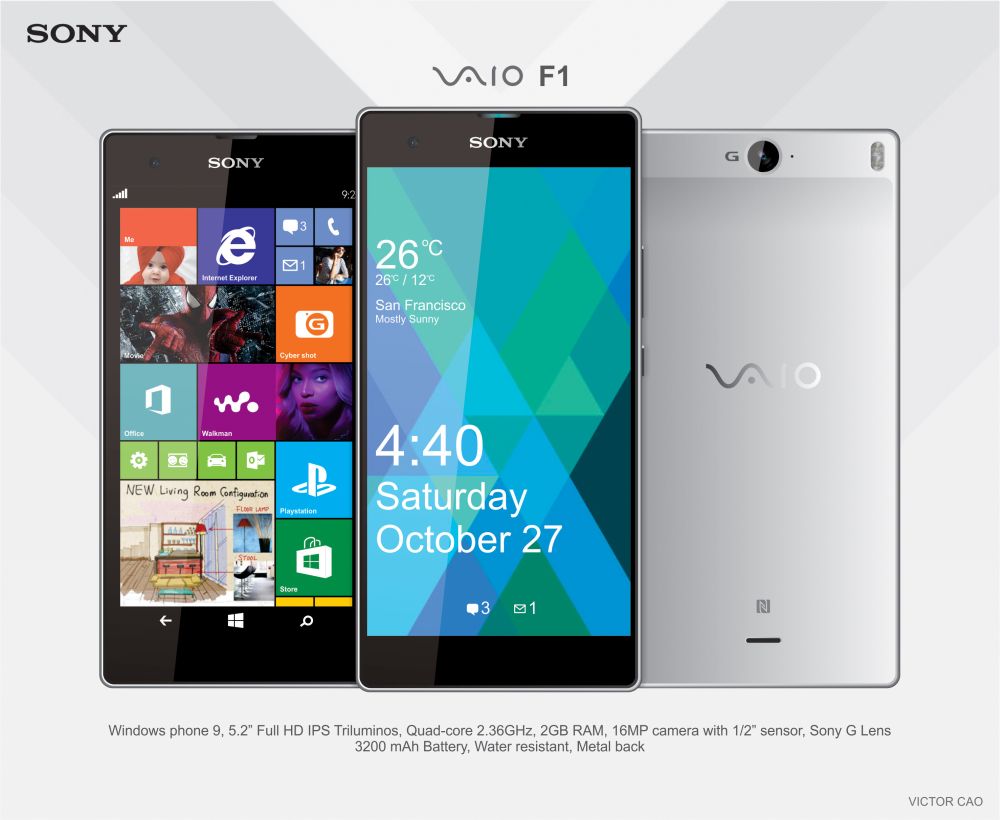 SONY
VAIO F1
SONY
9:2
Me
Internet Explorer
3
1
Movie
G
Cyber shot
Office
Walkman
NEW Living Room Configuration
FLOOR LAMP
STOOL
Playstation
Store
SONY
26°C
26°C / 12°C
San Francisco
Mostly Sunny
4:40
Saturday
October 27
3 1
G
VAIO
Windows phone 9, 5.2” Full HD IPS Triluminos, Quad-core 2.36GHz, 2GB RAM, 16MP camera with 1/2” sensor, Sony G Lens
3200 mAh Battery, Water resistant, Metal back
VICTOR CAO